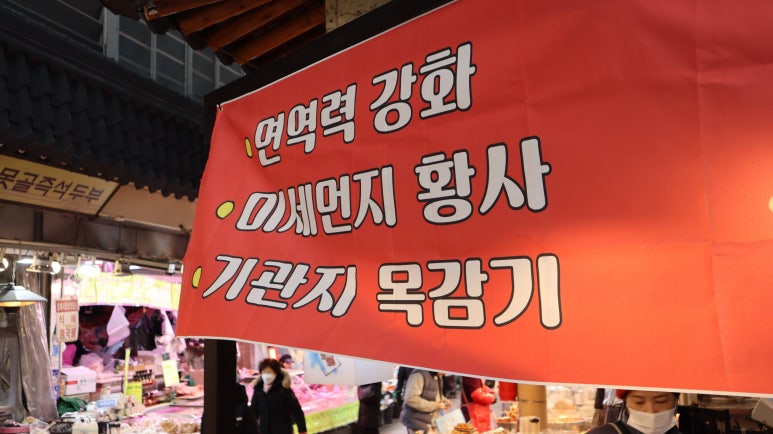 면역력 강화
미세먼지 황사
기관지 목감기
못골즉석두부